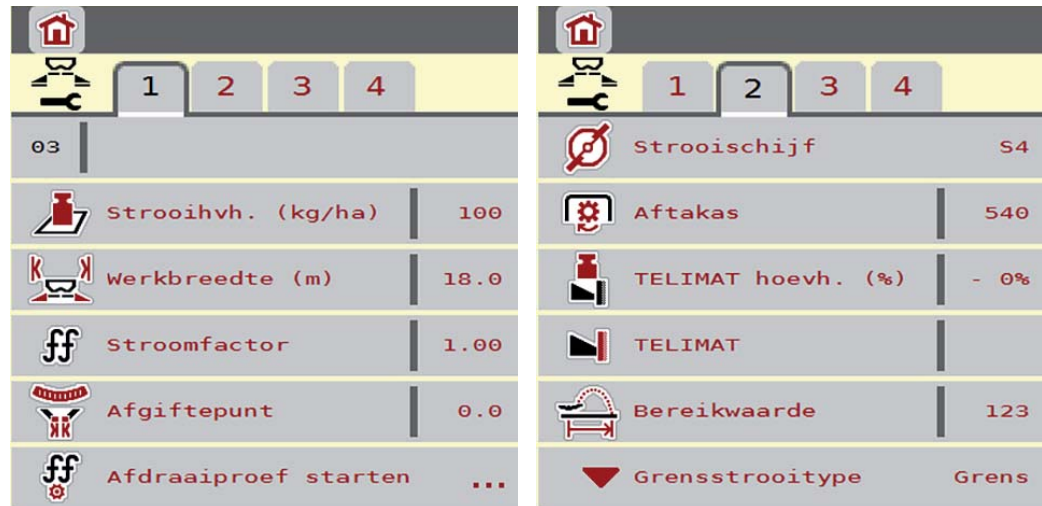 1 2 3 4
03
Strooihvh. (kg/ha) 100
Werkbreedte (m) 18.0
Stroomfactor 1.00
Afgiftepunt 0.0
Afdraaiproef starten ...
1 2 3 4
Strooischijf S4
Aftakas 540
TELIMAT hoevh. (%) - 0%
TELIMAT
Bereikwaarde 123
Grensstrooitype Grens